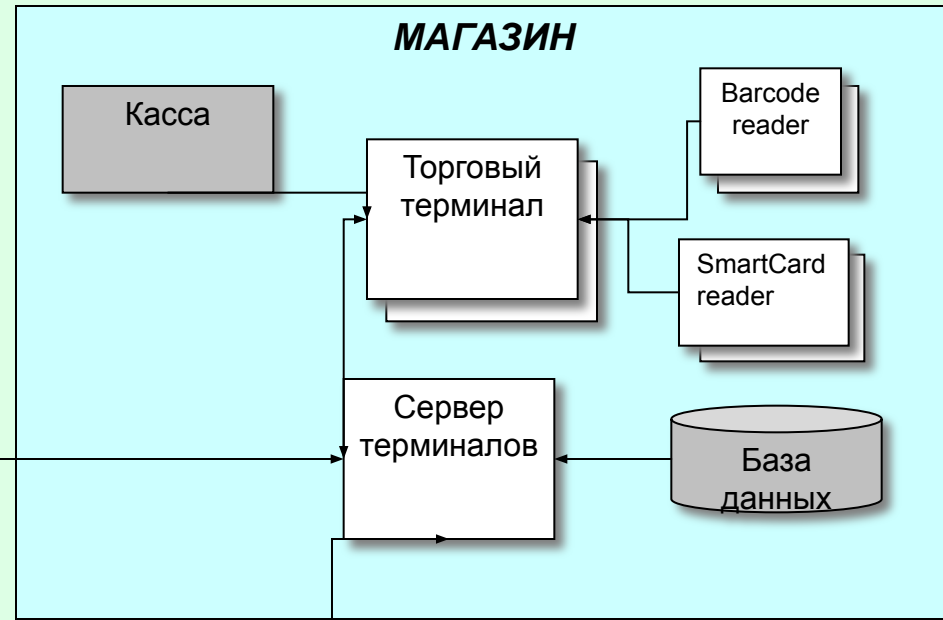 МАГАЗИН
Касса
Barcode
reader
Торговый
терминал
SmartCard
reader
Сервер
терминалов
База
данных